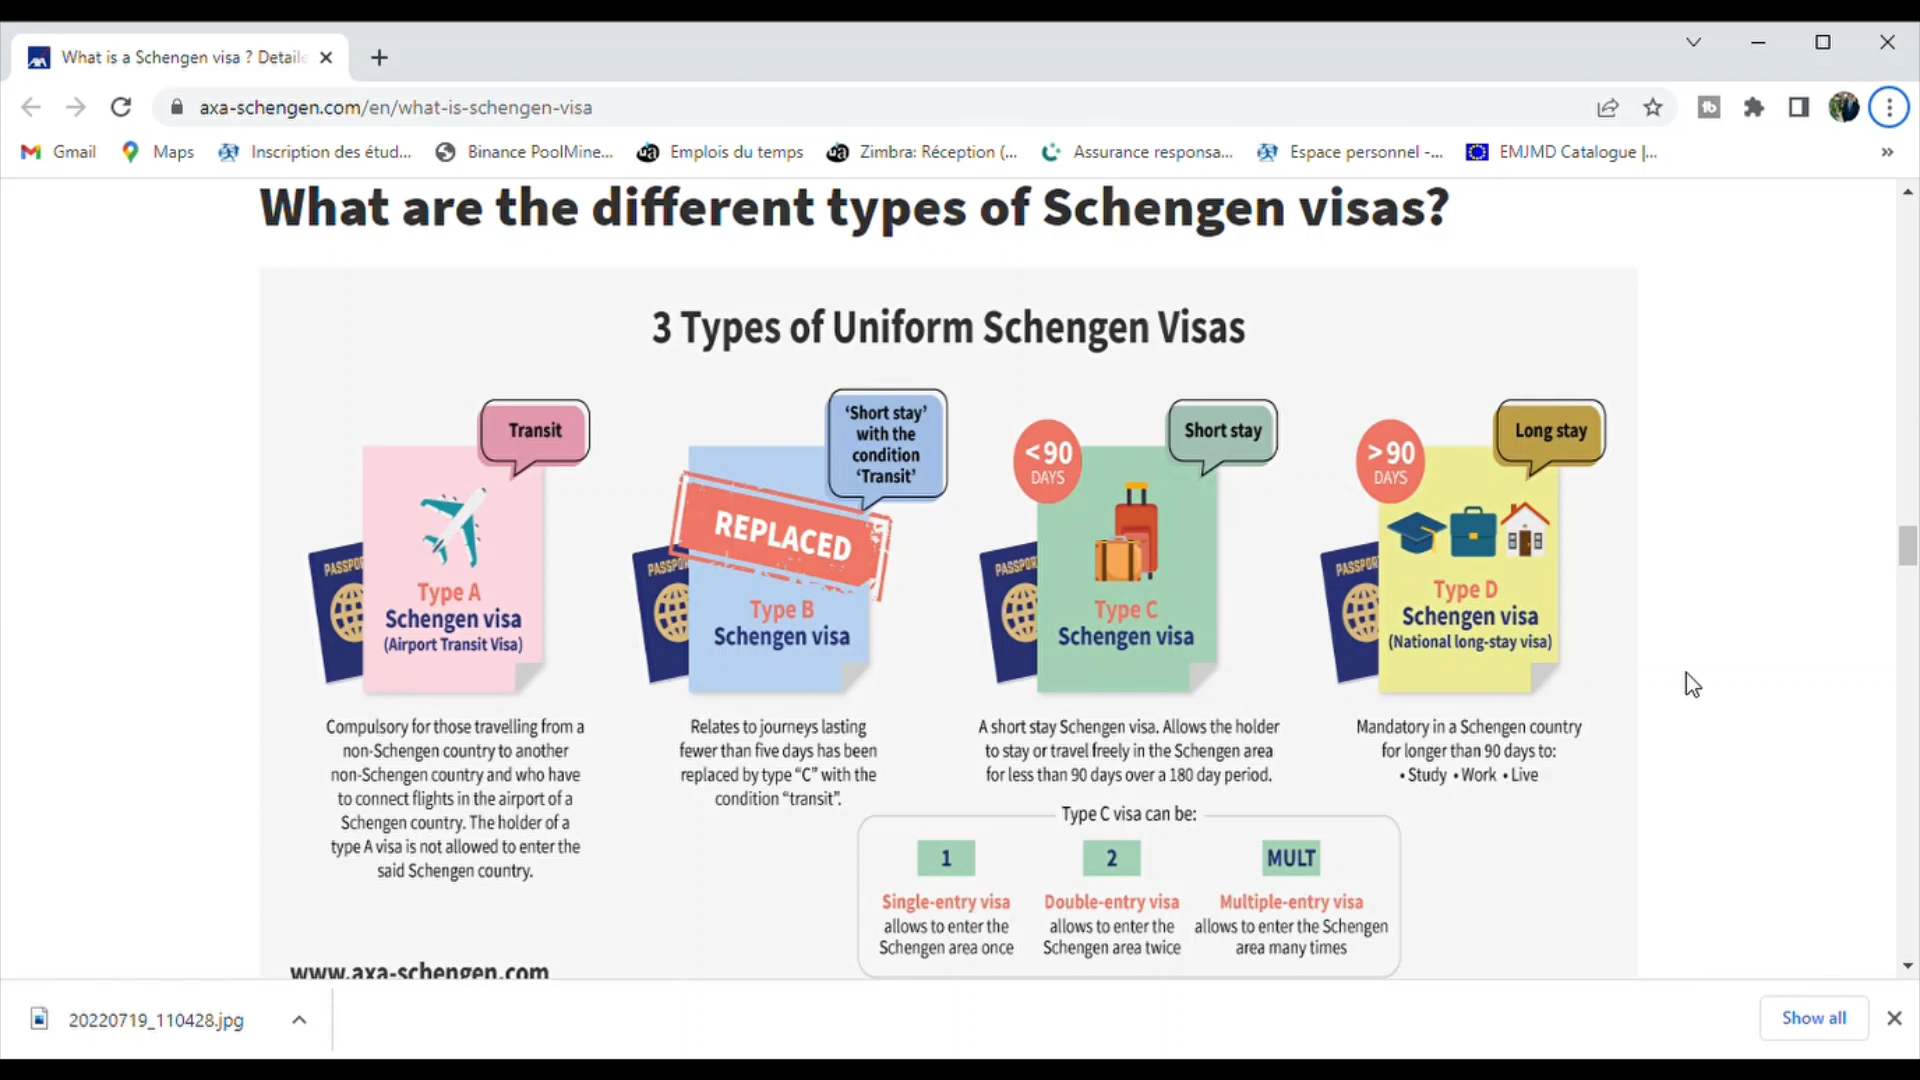 What is a Schengen visa ? Detaile
axa-schengen.com/en/what-is-schengen-visa
Gmail
Maps
Inscription des étud...
Binance PoolMine...
Emplois du temps
Zimbra: Réception (...
Assurance responsa...
Espace personnel -...
EMJMD Catalogue |...
»
What are the different types of Schengen visas?
3 Types of Uniform Schengen Visas
Transit
PASSPOR
Type A
Schengen visa
(Airport Transit Visa)
Compulsory for those travelling from a
non-Schengen country to another
non-Schengen country and who have
to connect flights in the airport of a
Schengen country. The holder of a
type A visa is not allowed to enter the
said Schengen country.
‘Short stay’
with the
condition
‘Transit’
REPLACED
PASSPOR
Type B
Schengen visa
Relates to journeys lasting
fewer than five days has been
replaced by type “C” with the
condition “transit”.
<90
DAYS
Short stay
PASSPOR
Type C
Schengen visa
A short stay Schengen visa. Allows the holder
to stay or travel freely in the Schengen area
for less than 90 days over a 180 day period.
>90
DAYS
Long stay
PASSPOR
Type D
Schengen visa
(National long-stay visa)
Mandatory in a Schengen country
for longer than 90 days to:
• Study • Work • Live
Type C visa can be:
1
Single-entry visa
allows to enter the
Schengen area once
2
Double-entry visa
allows to enter the
Schengen area twice
MULT
Multiple-entry visa
allows to enter the Schengen
area many times
www.axa-schengen.com
20220719_110428.jpg
Show all